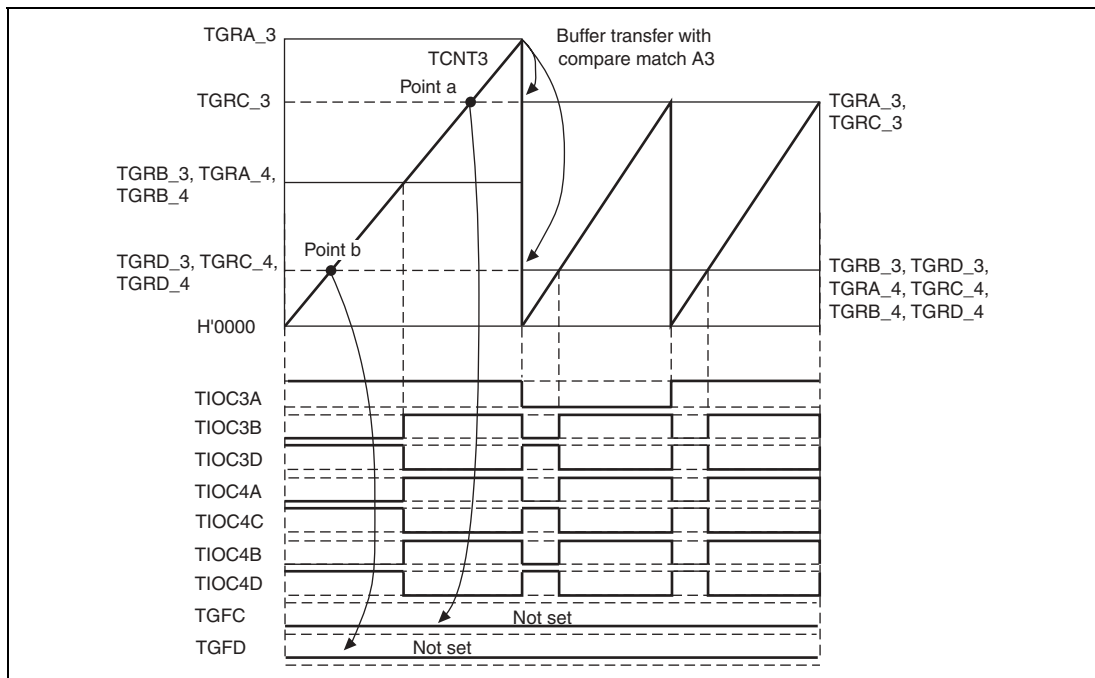 TGRA_3
TCNT3
Buffer transfer with
compare match A3
Point a
TGRC_3
TGRA_3,
TGRC_3
TGRB_3, TGRA_4,
TGRB_4
Point b
TGRD_3, TGRC_4,
TGRD_4
TGRB_3, TGRD_3,
TGRA_4, TGRC_4,
TGRB_4, TGRD_4
H'0000
TIOC3A
TIOC3B
TIOC3D
TIOC4A
TIOC4C
TIOC4B
TIOC4D
TGFC
Not set
TGFD
Not set